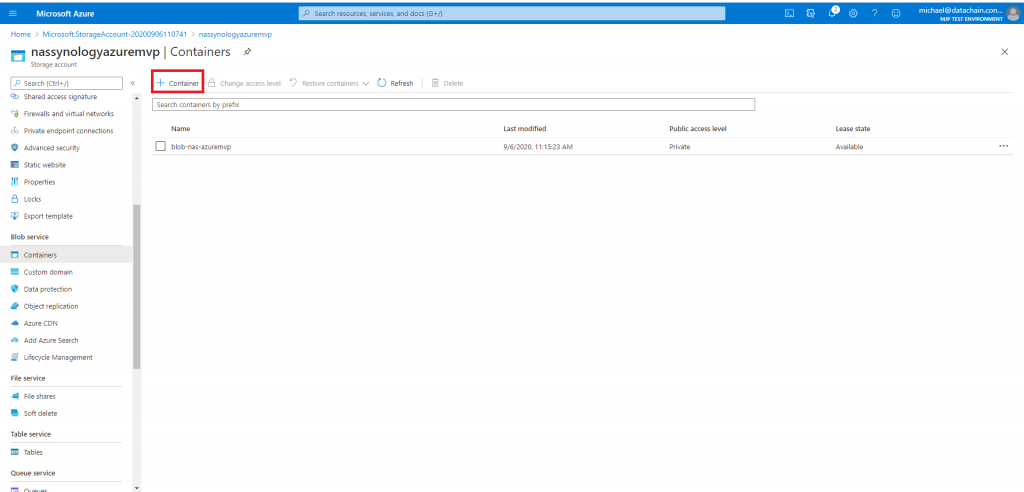 Microsoft Azure
Search resources, services, and docs (G+/)
2
michael@datachain.con...
MJP TEST ENVIRONMENT
Home > Microsoft.StorageAccount-20200906110741 > nassynologyazuremvp
nassynologyazuremvp | Containers
Storage account
Search (Ctrl+/)
«
+ Container
Change access level
Restore containers
Refresh
Delete
Search containers by prefix
Name Last modified Public access level Lease state
blob-nas-azuremvp 9/6/2020, 11:15:23 AM Private Available ...
Shared access signature
Firewalls and virtual networks
Private endpoint connections
Advanced security
Static website
Properties
Locks
Export template
Blob service
Containers
Custom domain
Data protection
Object replication
Azure CDN
Add Azure Search
Lifecycle Management
File service
File shares
Soft delete
Table service
Tables
Queue service
Queues